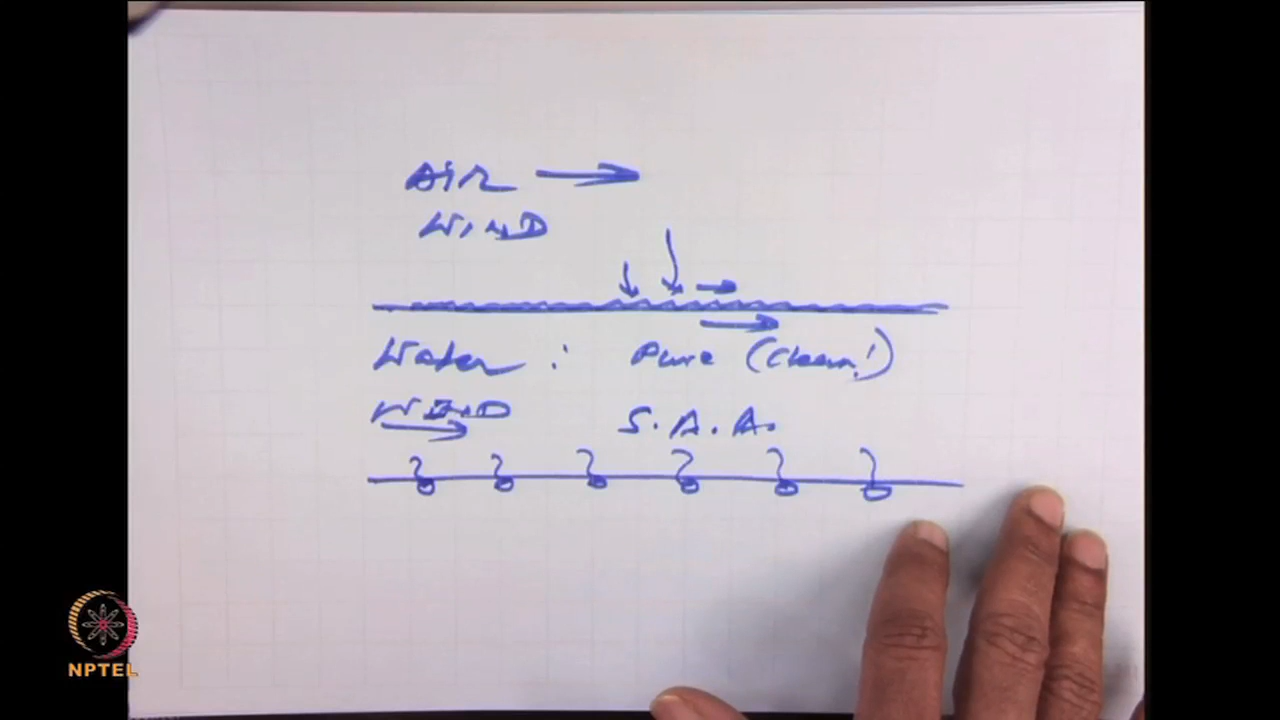 AIR
WIND
Water : Pure (Clean!)
WIND
S.A.A.
NPTEL